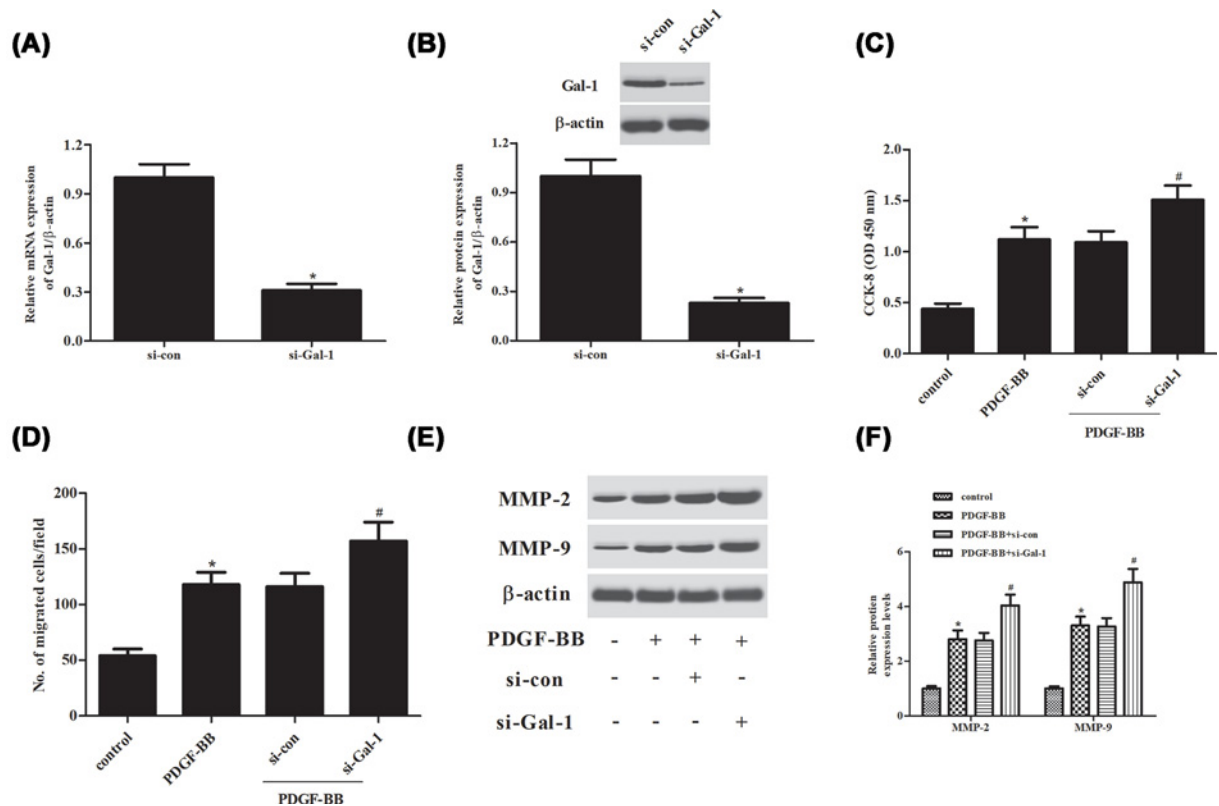 (A)
Relative mRNA expression
of Gal-1/β-actin
1.2
0.9
0.6
0.3
0.0
*
si-con
si-Gal-1
(B)
si-con
si-Gal-1
Gal-1
β-actin
Relative protein expression
of Gal-1/β-actin
1.2
0.9
0.6
0.3
0.0
*
si-con
si-Gal-1
(C)
CCK-8 (OD 450 nm)
2.0
1.5
1.0
0.5
0.0
*
#
control
PDGF-BB
si-con
si-Gal-1
PDGF-BB
(D)
No. of migrated cells/field
200
150
100
50
0
*
#
control
PDGF-BB
si-con
si-Gal-1
PDGF-BB
(E)
MMP-2
MMP-9
β-actin
PDGF-BB - + + +
si-con - - + -
si-Gal-1 - - - +
(F)
control
PDGF-BB
PDGF-BB+si-con
PDGF-BB+si-Gal-1
Relative protien
expression levels
6
4
2
0
*
#
*
#
MMP-2
MMP-9